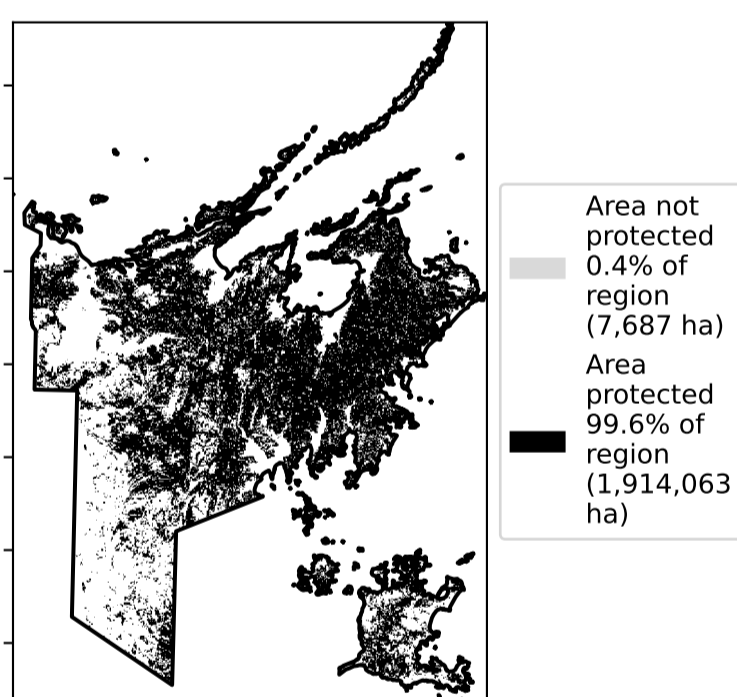 Area not
protected
0.4% of
region
(7,687 ha)
Area
protected
99.6% of
region
(1,914,063
ha)